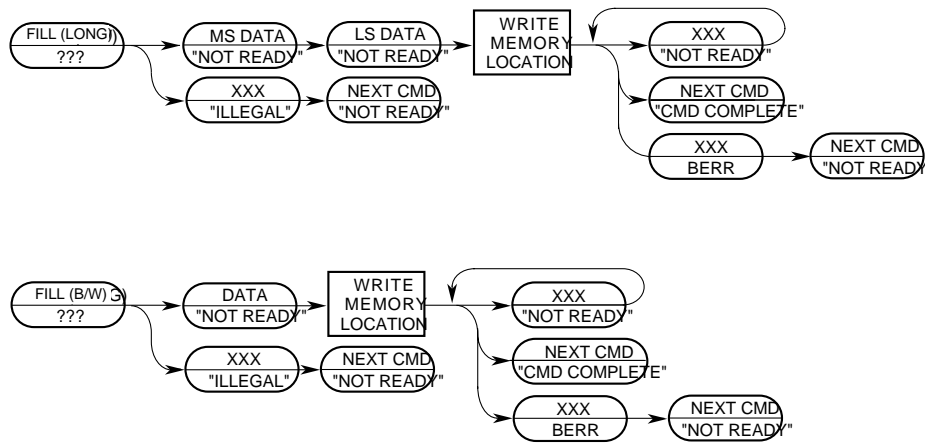 FILL (LONG)
???
MS DATA
"NOT READY"
LS DATA
"NOT READY"
WRITE
MEMORY
LOCATION
XXX
"NOT READY"
XXX
"ILLEGAL"
NEXT CMD
"NOT READY"
NEXT CMD
"CMD COMPLETE"
XXX
BERR
NEXT CMD
"NOT READY
FILL (B/W)
???
DATA
"NOT READY"
WRITE
MEMORY
LOCATION
XXX
"NOT READY"
XXX
"ILLEGAL"
NEXT CMD
"NOT READY"
NEXT CMD
"CMD COMPLETE"
XXX
BERR
NEXT CMD
"NOT READY"